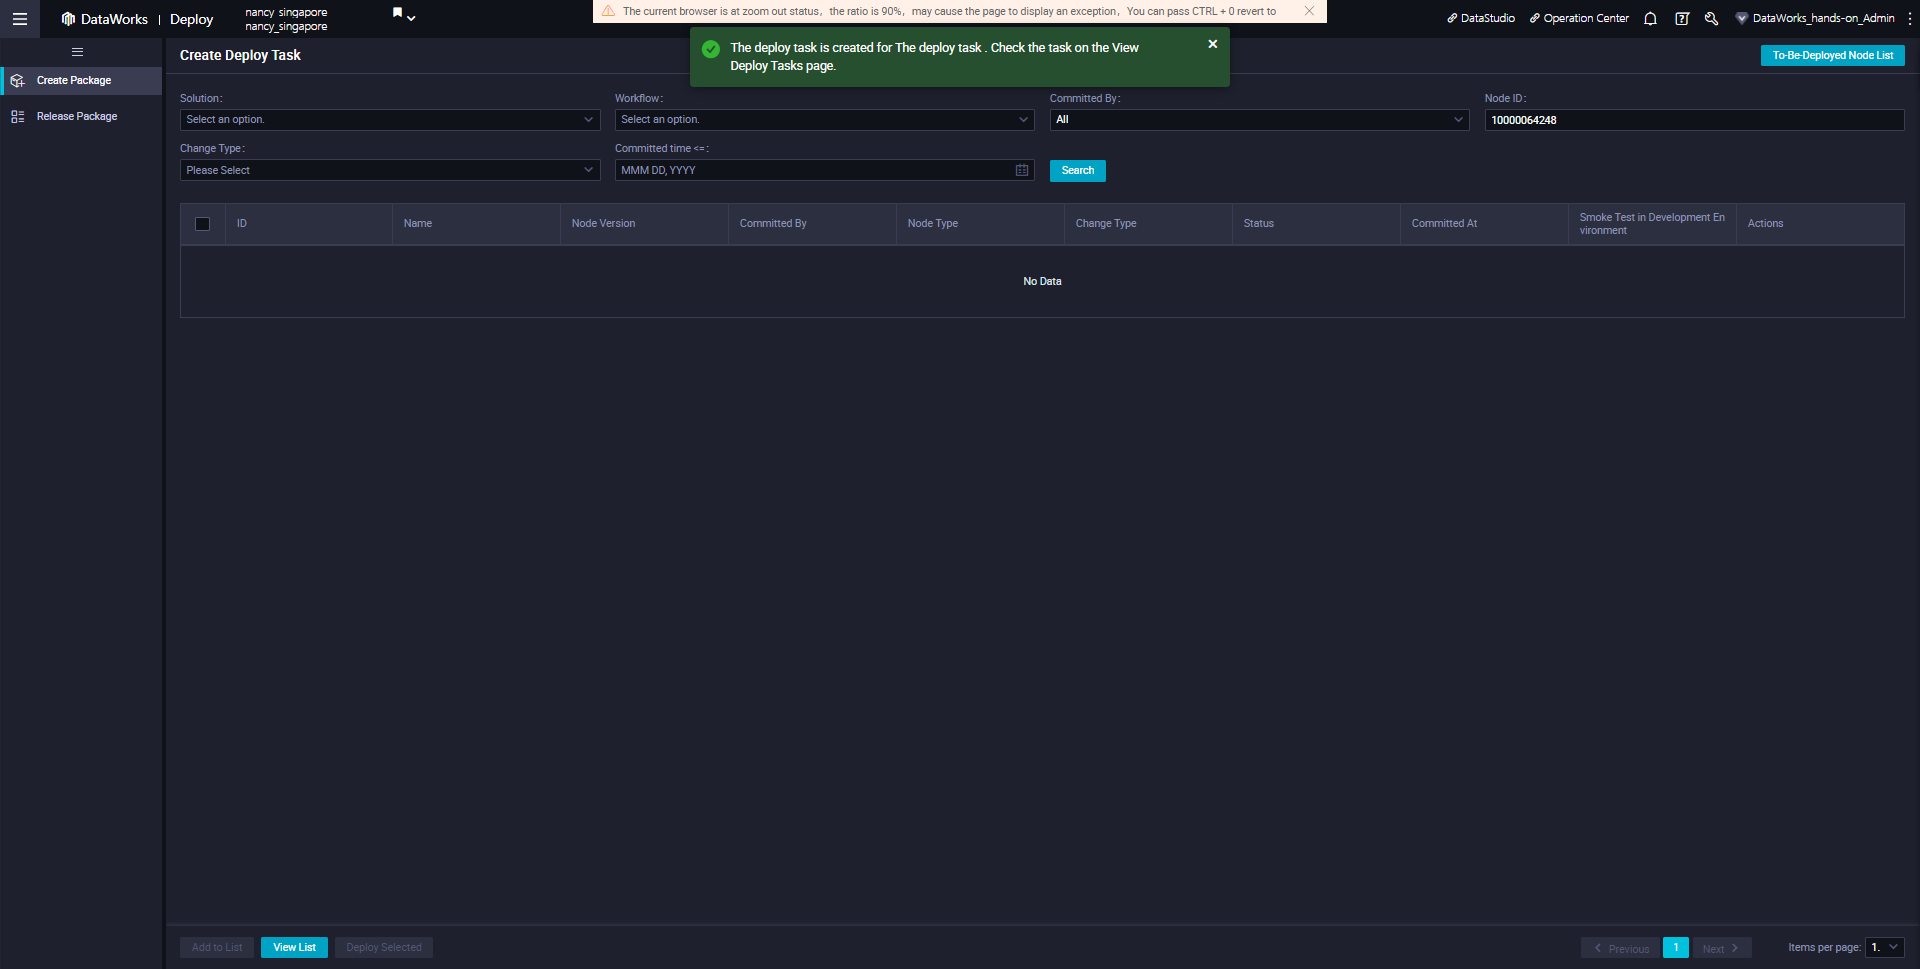 DataWorks | Deploy
nancy_singapore
nancy_singapore
The current browser is at zoom out status，the ratio is 90%，may cause the page to display an exception，You can pass CTRL + 0 revert to
DataStudio
Operation Center
DataWorks_hands-on_Admin
The deploy task is created for The deploy task . Check the task on the View
Deploy Tasks page.
Create Package
Release Package
Create Deploy Task
To-Be-Deployed Node List
Solution:
Workflow:
Committed By:
Node ID:
Select an option.
Select an option.
All
10000064248
Change Type:
Committed time <=:
Please Select
MMM DD, YYYY
Search
ID
Name
Node Version
Committed By
Node Type
Change Type
Status
Committed At
Smoke Test in Development En
vironment
Actions
No Data
Add to List
View List
Deploy Selected
Previous
1
Next
Items per page:
1.